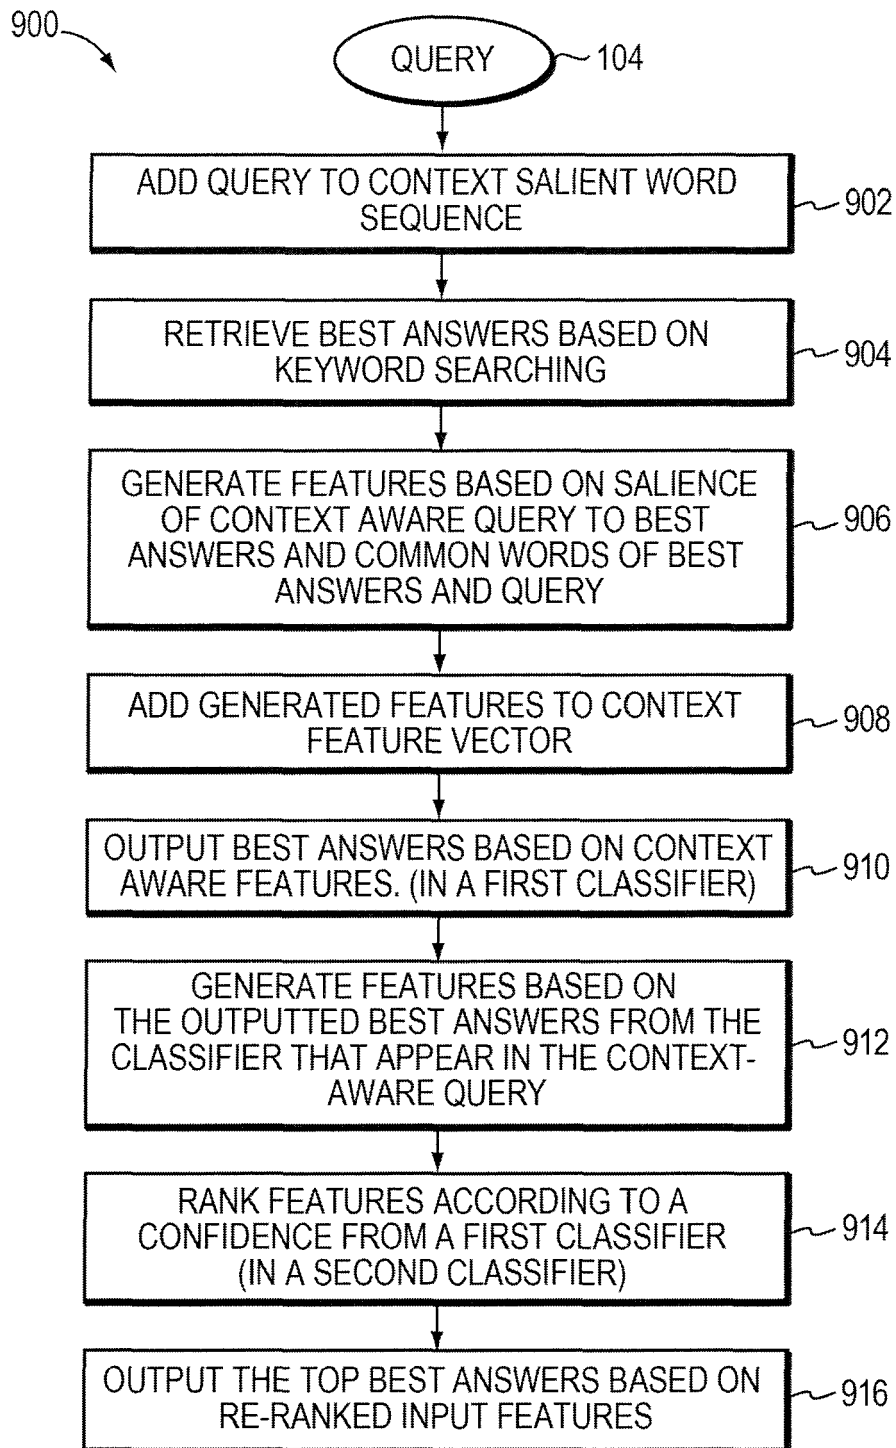 900
QUERY
104
ADD QUERY TO CONTEXT SALIENT WORD
SEQUENCE
902
RETRIEVE BEST ANSWERS BASED ON
KEYWORD SEARCHING
904
GENERATE FEATURES BASED ON SALIENCE
OF CONTEXT AWARE QUERY TO BEST
ANSWERS AND COMMON WORDS OF BEST
ANSWERS AND QUERY
906
ADD GENERATED FEATURES TO CONTEXT
FEATURE VECTOR
908
OUTPUT BEST ANSWERS BASED ON CONTEXT
AWARE FEATURES. (IN A FIRST CLASSIFIER)
910
GENERATE FEATURES BASED ON
THE OUTPUTTED BEST ANSWERS FROM THE
CLASSIFIER THAT APPEAR IN THE CONTEXT-
AWARE QUERY
912
RANK FEATURES ACCORDING TO A
CONFIDENCE FROM A FIRST CLASSIFIER
(IN A SECOND CLASSIFIER)
914
OUTPUT THE TOP BEST ANSWERS BASED ON
RE-RANKED INPUT FEATURES
916